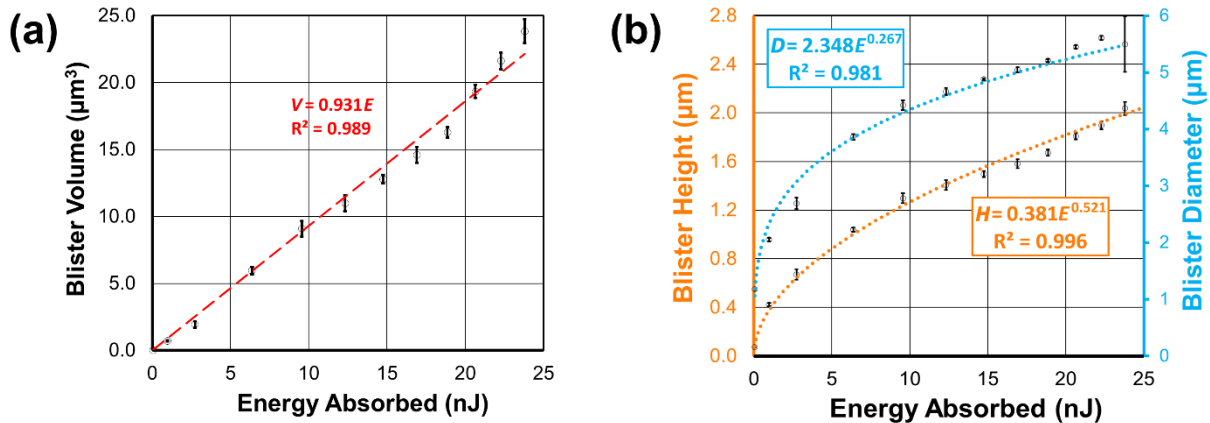 (a)
Blister Volume (µm³)
25.0
20.0
15.0
10.0
5.0
0.0
V = 0.931E
R² = 0.989
0 5 10 15 20 25
Energy Absorbed (nJ)
(b)
Blister Height (µm)
2.8
2.4
2.0
1.6
1.2
0.8
0.4
0.0
D = 2.348E^0.267
R² = 0.981
H = 0.381E^0.521
R² = 0.996
6
5
4
3
2
1
0
Blister Diameter (µm)
0 5 10 15 20 25
Energy Absorbed (nJ)